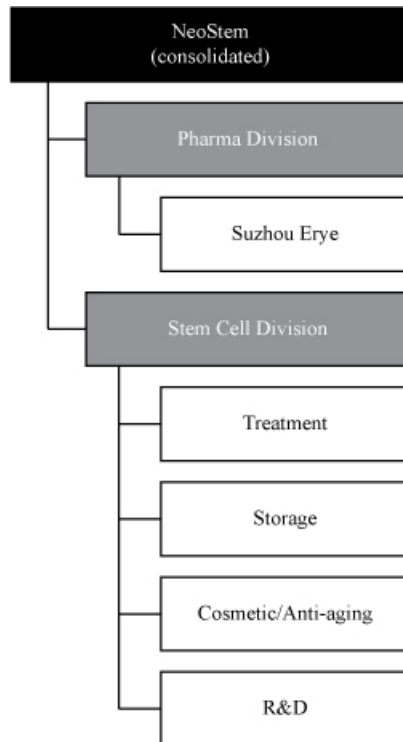 NeoStem
(consolidated)
Pharma Division
Suzhou Erye
Stem Cell Division
Treatment
Storage
Cosmetic/Anti-aging
R&D